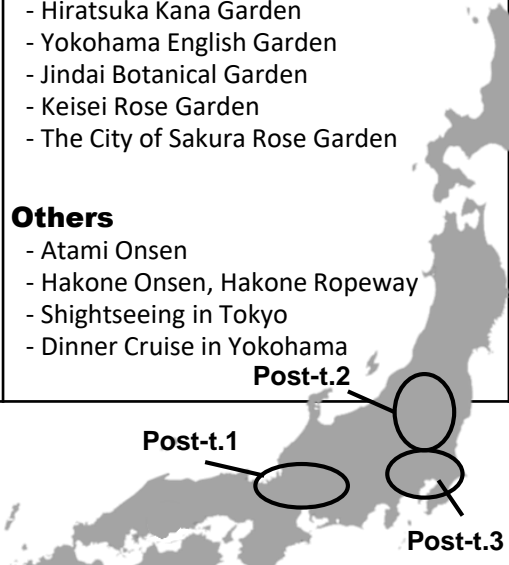 - Hiratsuka Kana Garden
- Yokohama English Garden
- Jindai Botanical Garden
- Keisei Rose Garden
- The City of Sakura Rose Garden
Others
- Atami Onsen
- Hakone Onsen, Hakone Ropeway
- Shightseeing in Tokyo
- Dinner Cruise in Yokohama
Post-t.2
Post-t.1
Post-t.3